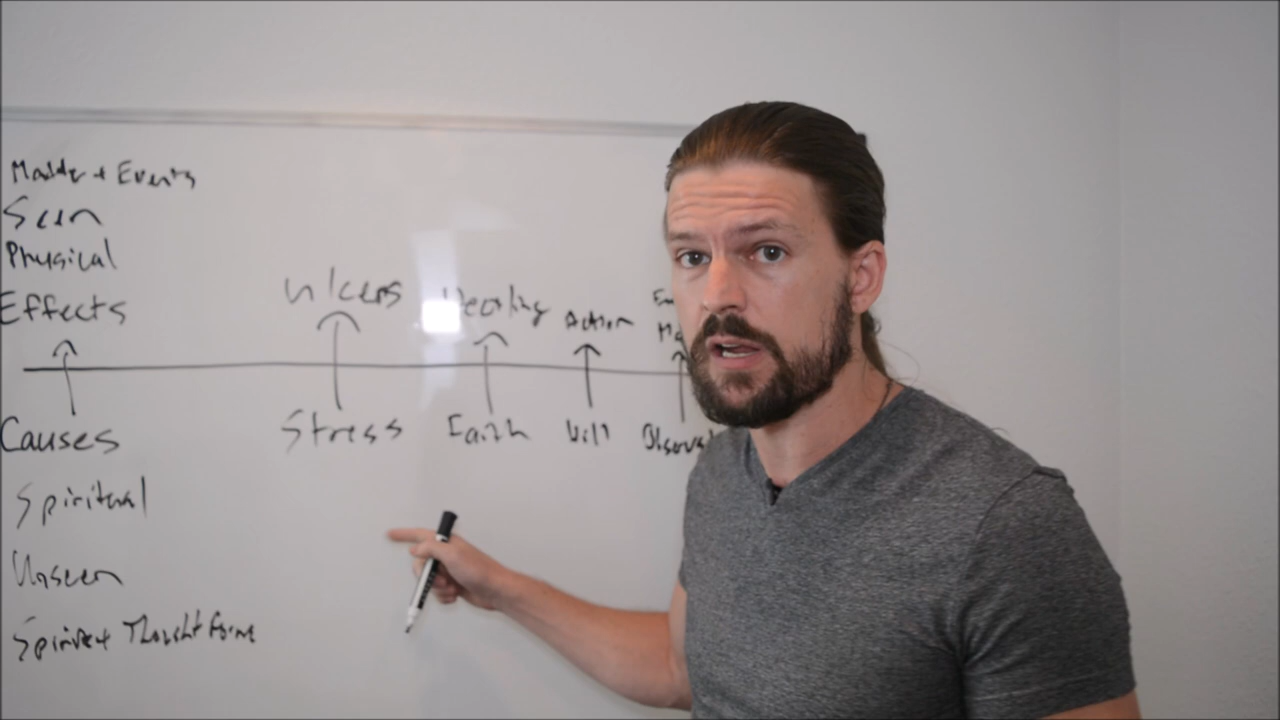 Matter + Events
Seen
Physical
Effects
Ulcers Healing Action
Causes Stress Faith Will
Spiritual
Unseen
Spirit + Thought Form